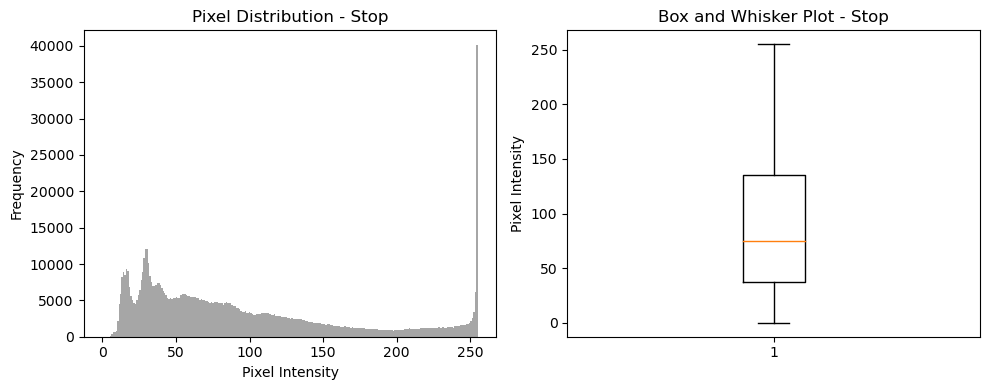 Pixel Distribution - Stop
40000
35000
30000
25000
20000
15000
10000
5000
0
Frequency
0 50 100 150 200 250
Pixel Intensity
Box and Whisker Plot - Stop
250
200
150
100
50
0
Pixel Intensity
1